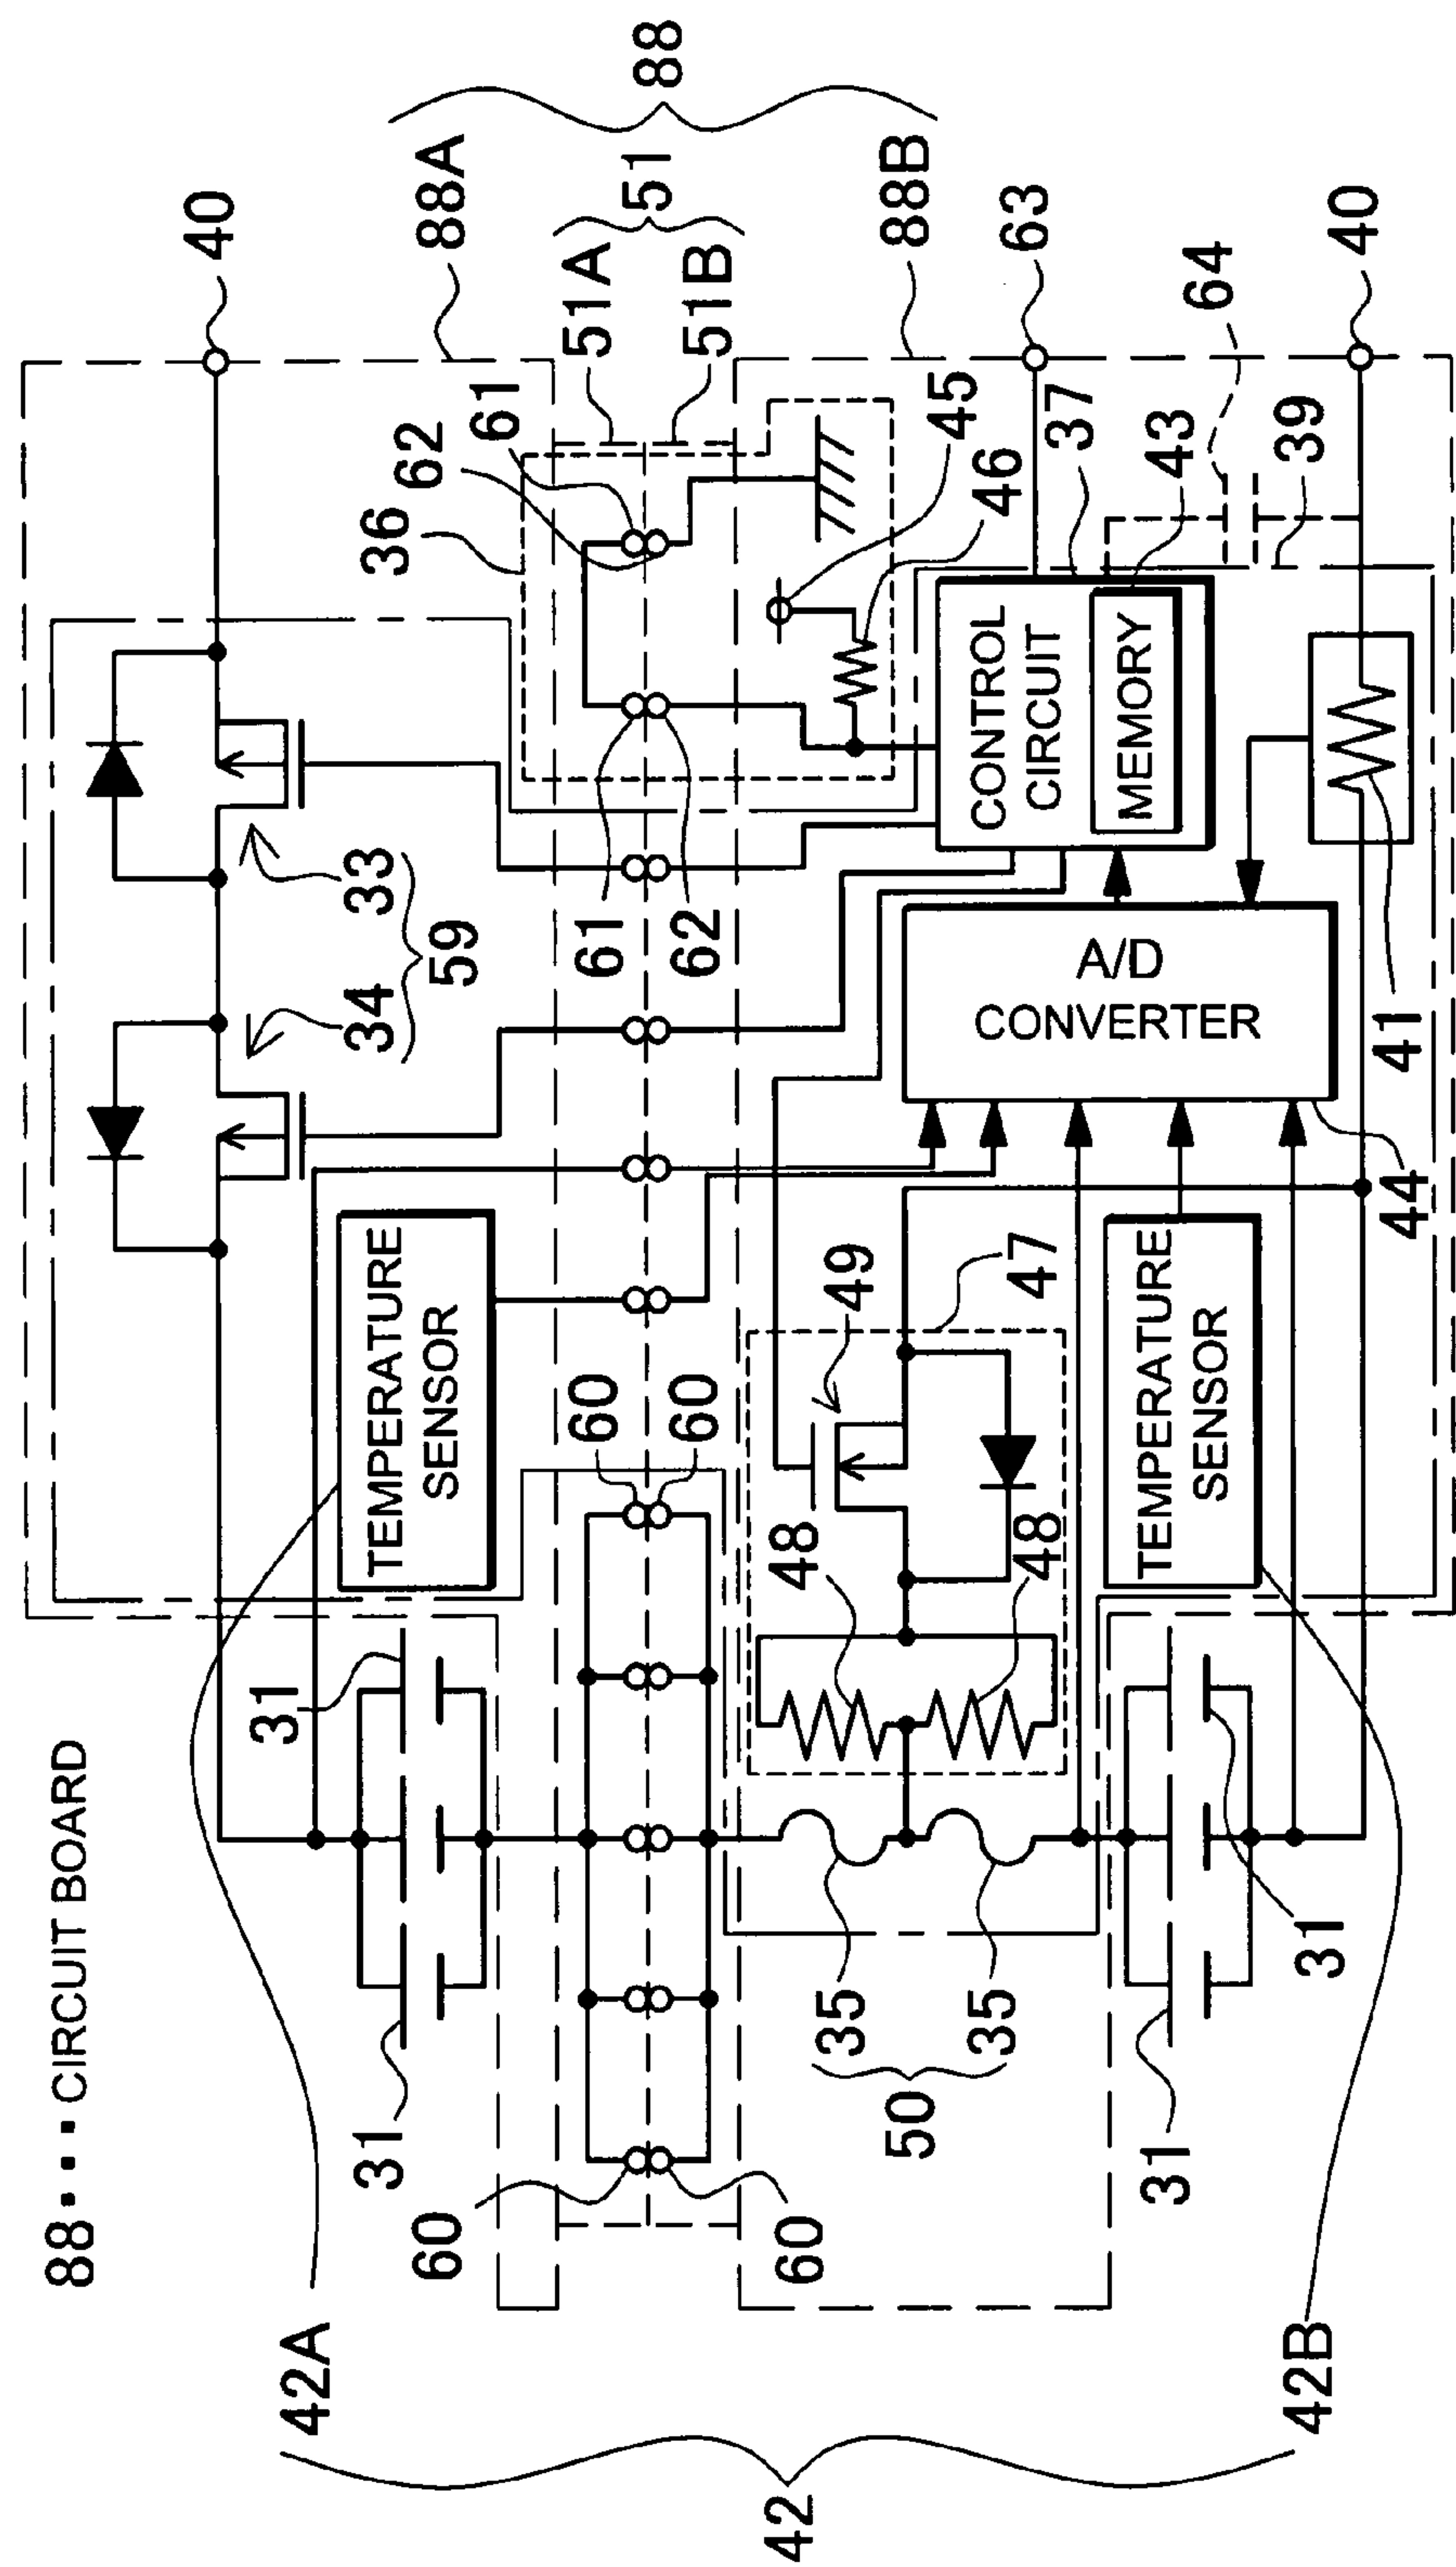 88 ••• CIRCUIT BOARD
40
31
42A
31
TEMPERATURE
SENSOR
34
33
59
36
62
61
88A
60
60
60
61
62
61
62
51A
51B
51
88
42
60
48
49
35
50
35
48
47
46
45
88B
CONTROL
CIRCUIT
MEMORY
37
63
A/D
CONVERTER
31
TEMPERATURE
SENSOR
43
64
42B
31
44
41
39
40